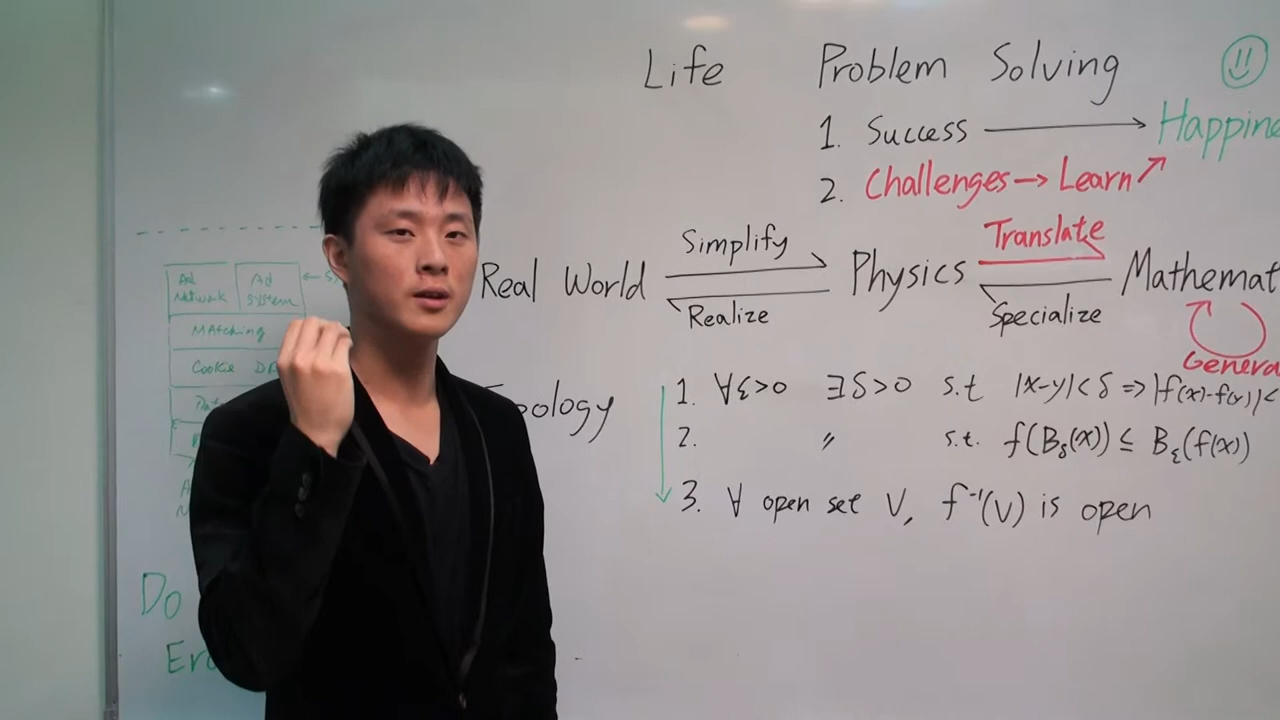 Life Problem Solving
1. Success → Happine
2. Challenges → Learn
Simplify
Translate
Real World
Physics
Mathemat
Realize
Specialize
Genera
ology
1. ∀ε>0 ∃δ>0 s.t |x-y|<δ ⇒ |f(x)-f(y)|<
2. 〃 s.t. f(B_δ(x)) ⊆ B_ε(f(x))
3. ∀ open set V, f⁻¹(V) is open
Ad Network
Ad System
Matching
Cookie
Do